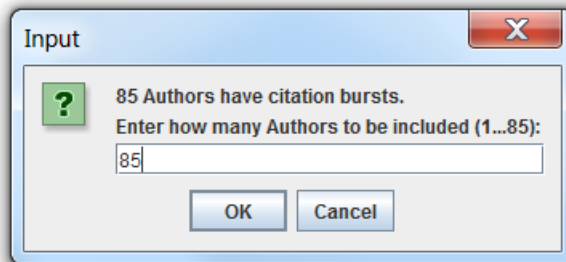 Input
X
?
85 Authors have citation bursts.
Enter how many Authors to be included (1...85):
85
OK
Cancel